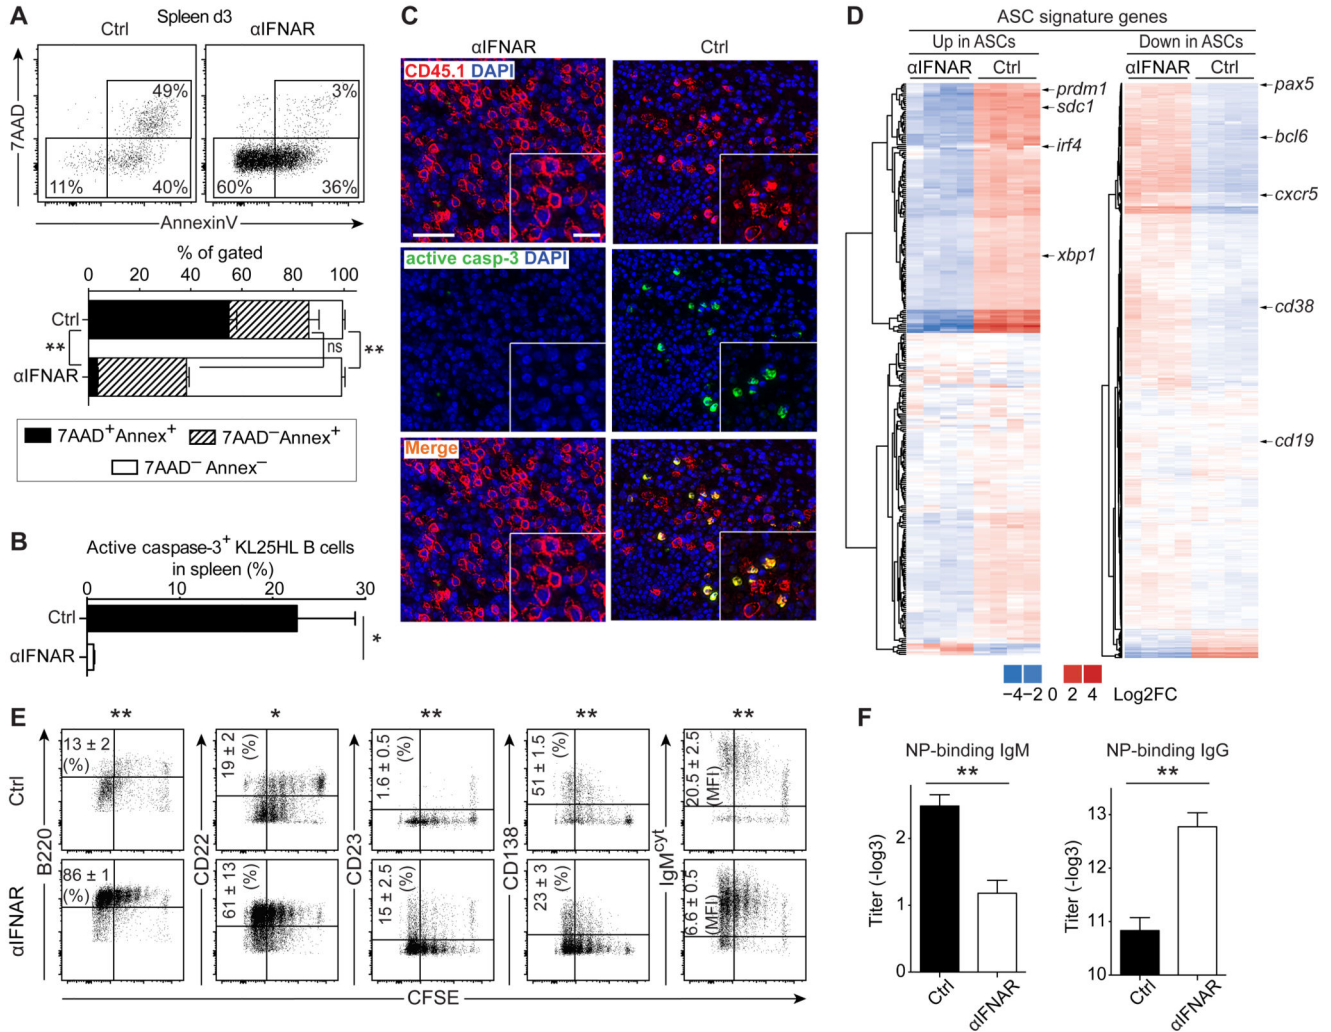 A
Spleen d3
Ctrl
αIFNAR
7AAD
49%
11%
40%
3%
60%
36%
AnnexinV
% of gated
0 20 40 60 80 100
Ctrl
**
ns
**
αIFNAR
7AAD+Annex+
7AAD–Annex+
7AAD– Annex–
B
Active caspase-3+ KL25HL B cells
in spleen (%)
0 10 20 30
Ctrl
αIFNAR
*
C
αIFNAR
Ctrl
CD45.1 DAPI
active casp-3 DAPI
Merge
D
ASC signature genes
Up in ASCs
Down in ASCs
αIFNAR Ctrl
αIFNAR Ctrl
prdm1
sdc1
irf4
xbp1
pax5
bcl6
cxcr5
cd38
cd19
−4 −2 0 2 4 Log2FC
E
** * ** ** **
Ctrl
αIFNAR
B220
13 ± 2
(%)
86 ± 1
(%)
CD22
19 ± 2
(%)
61 ± 13
(%)
CD23
1.6 ± 0.5
(%)
15 ± 2.5
(%)
CD138
51 ± 1.5
(%)
23 ± 3
(%)
IgMcyt
20.5 ± 2.5
(MFI)
6.6 ± 0.5
(MFI)
CFSE
F
NP-binding IgM
**
Titer (-log3)
2
1
0
Ctrl
αIFNAR
NP-binding IgG
**
Titer (-log3)
13
12
11
10
Ctrl
αIFNAR